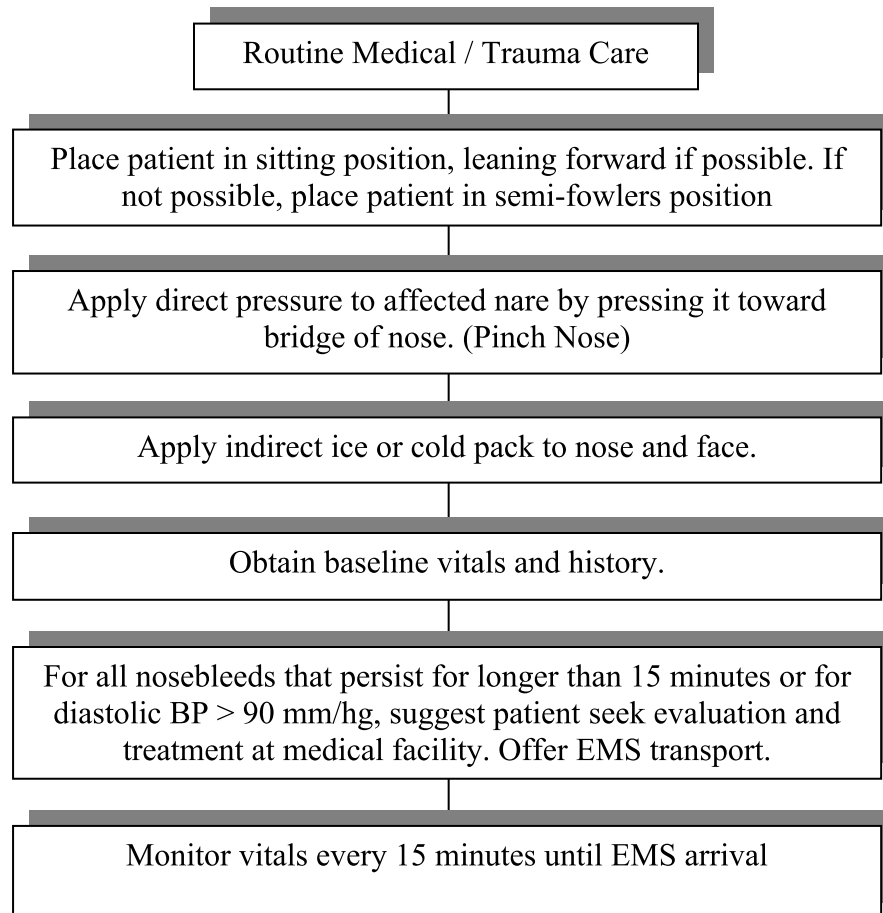 Routine Medical / Trauma Care
Place patient in sitting position, leaning forward if possible. If
not possible, place patient in semi-fowlers position
Apply direct pressure to affected nare by pressing it toward
bridge of nose. (Pinch Nose)
Apply indirect ice or cold pack to nose and face.
Obtain baseline vitals and history.
For all nosebleeds that persist for longer than 15 minutes or for
diastolic BP > 90 mm/hg, suggest patient seek evaluation and
treatment at medical facility. Offer EMS transport.
Monitor vitals every 15 minutes until EMS arrival